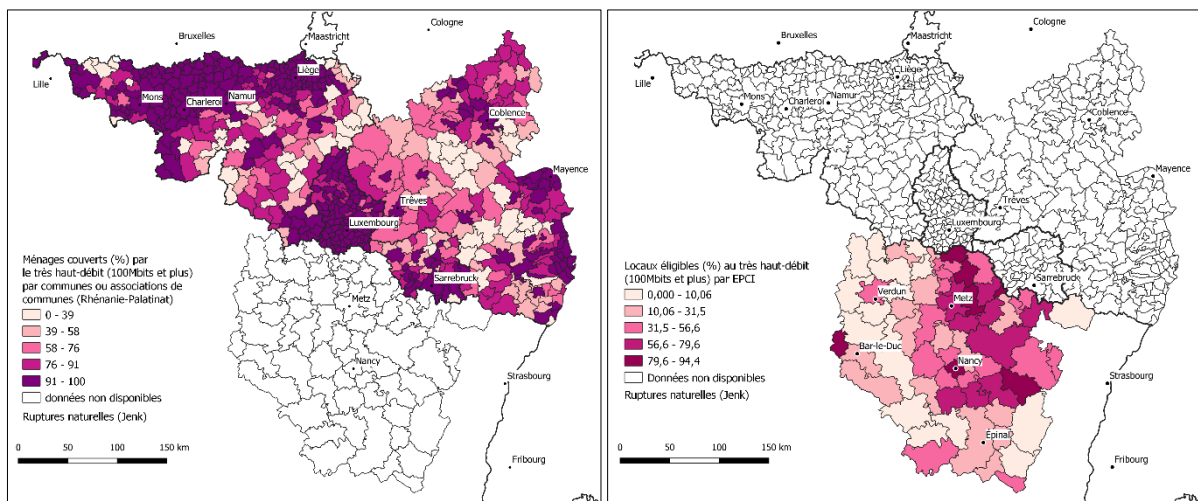 Cologne
Bruxelles
Maastricht
Lille
Liège
Mons
Namur
Charleroi
Coblence
Mayence
Trêves
Luxembourg
Sarrebruck
Metz
Nancy
Strasbourg
Fribourg
Ménages couverts (%) par
le très haut-débit (100Mbits et plus)
par communes ou associations de
communes (Rhénanie-Palatinat)
0 - 39
39 - 58
58 - 76
76 - 91
91 - 100
données non disponibles
Ruptures naturelles (Jenk)
0 50 100 150 km
Cologne
Bruxelles
Maastricht
Lille
Liège
Mons
Namur
Charleroi
Coblence
Mayence
Trêves
Luxembourg
Sarrebruck
Verdun
Metz
Bar-le-Duc
Nancy
Strasbourg
Épinal
Fribourg
Locaux éligibles (%) au très haut-débit
(100Mbits et plus) par EPCI
0,000 - 10,06
10,06 - 31,5
31,5 - 56,6
56,6 - 79,6
79,6 - 94,4
Données non disponibles
Ruptures naturelles (Jenk)
0 50 100 150 km